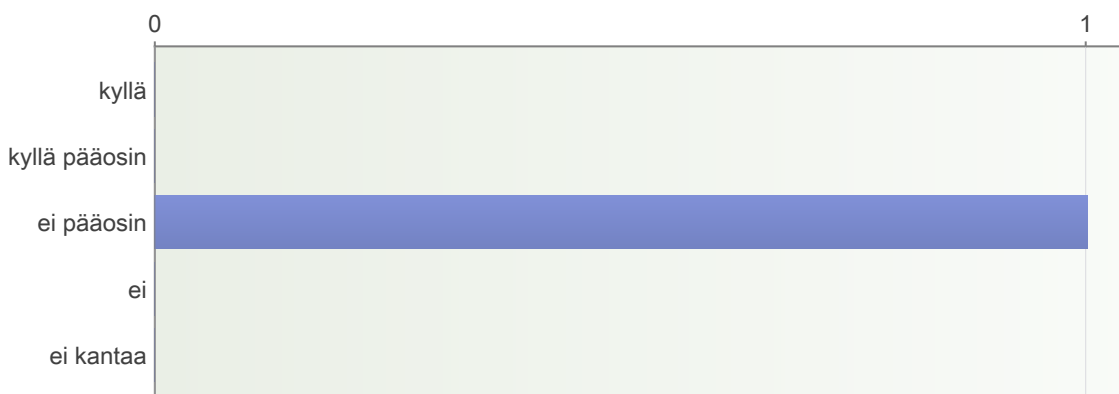 0 1
kyllä
kyllä pääosin
ei pääosin
ei
ei kantaa